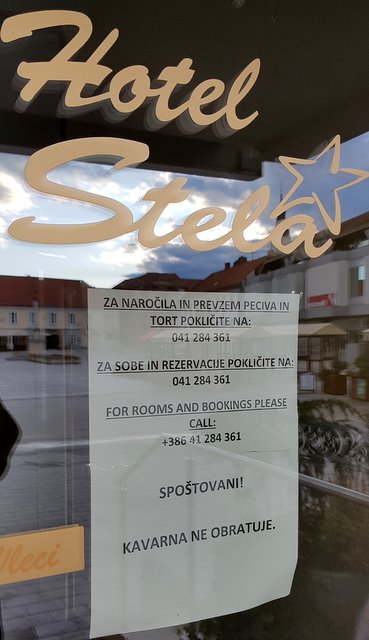 Hotel
Stela
ZA NAROČILA IN PREVZEM PECIVA IN
TORT POKLIČITE NA:
041 284 361
ZA SOBE IN REZERVACIJE POKLIČITE NA:
041 284 361
FOR ROOMS AND BOOKINGS PLEASE
CALL:
+386 41 284 361
SPOŠTOVANI!
KAVARNA NE OBRATUJE.
Vleci